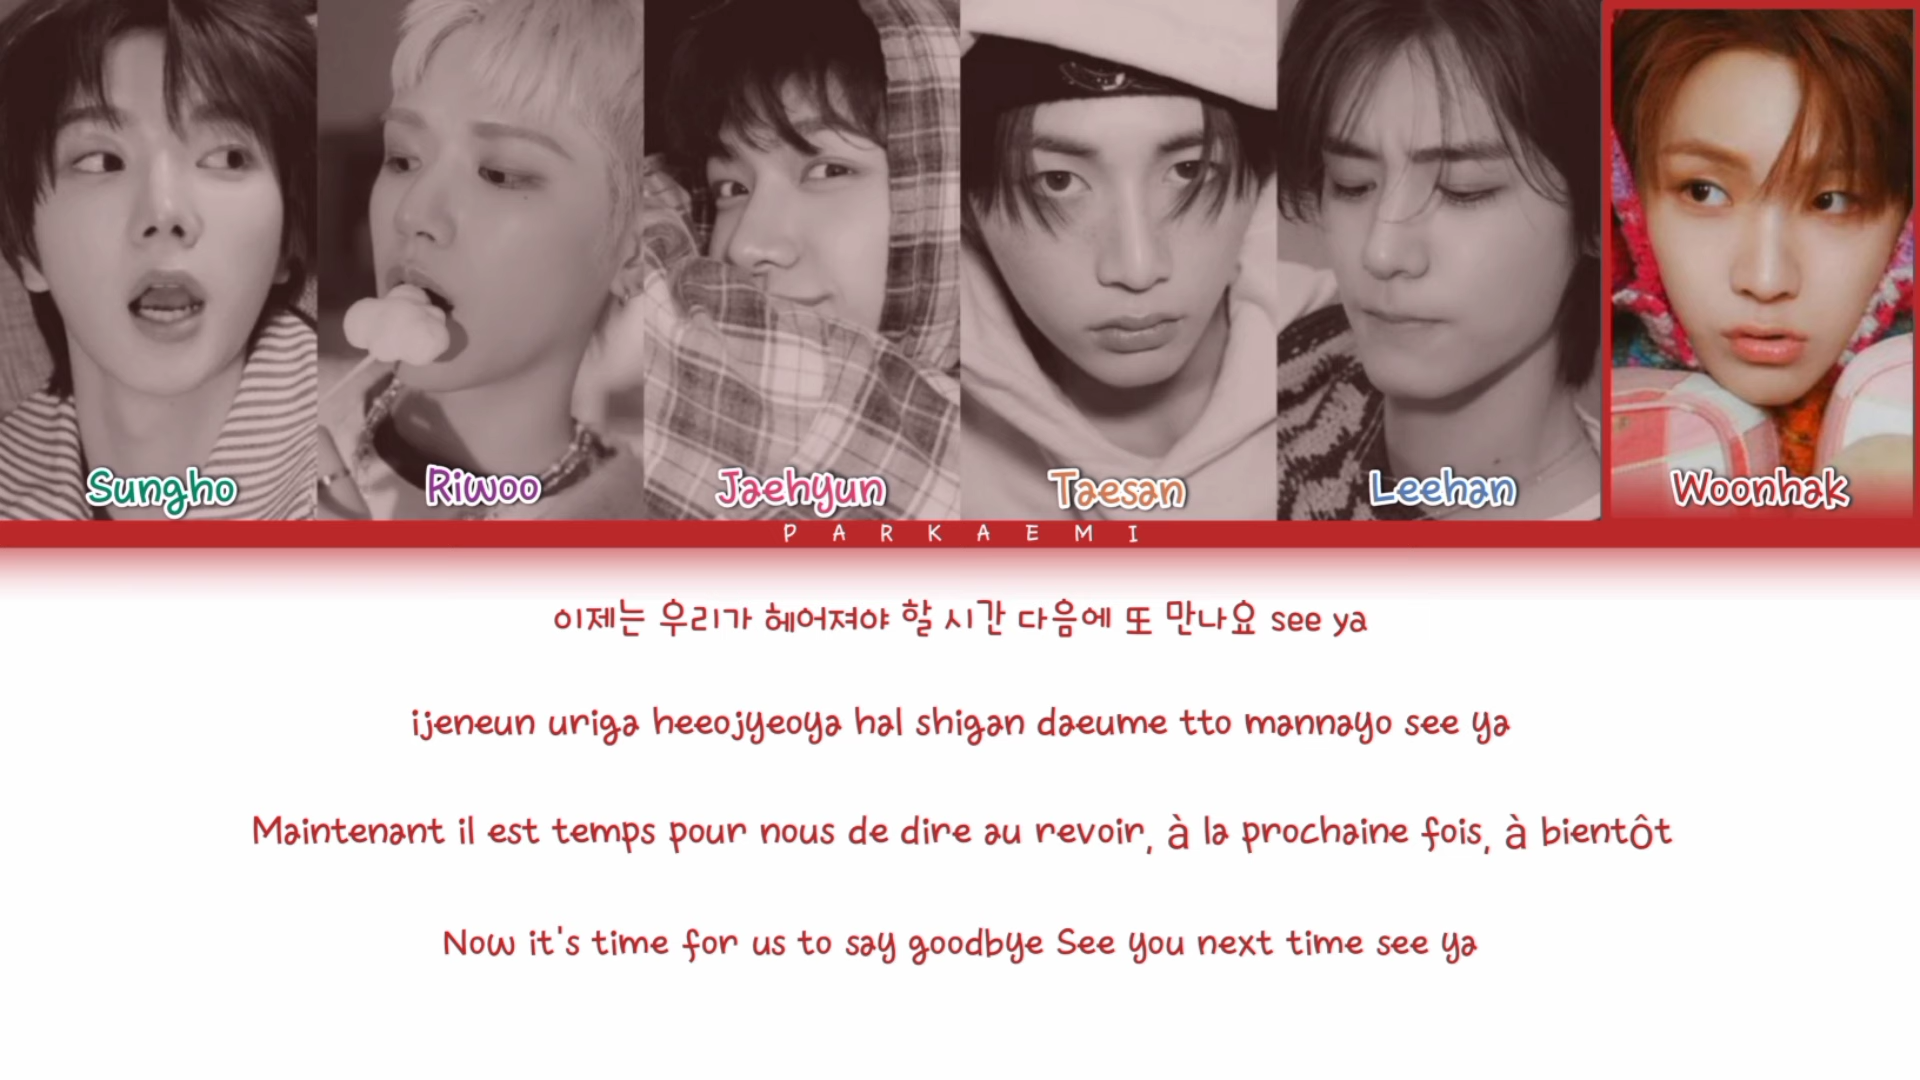 Sungho Riwoo Jaehyun Taesan Leehan Woonhak
PARKAEMI
이제는 우리가 헤어져야 할 시간 다음에 또 만나요 see ya
ijeneun uriga heeojyeoya hal shigan daeume tto mannayo see ya
Maintenant il est temps pour nous de dire au revoir, à la prochaine fois, à bientôt
Now it's time for us to say goodbye See you next time see ya